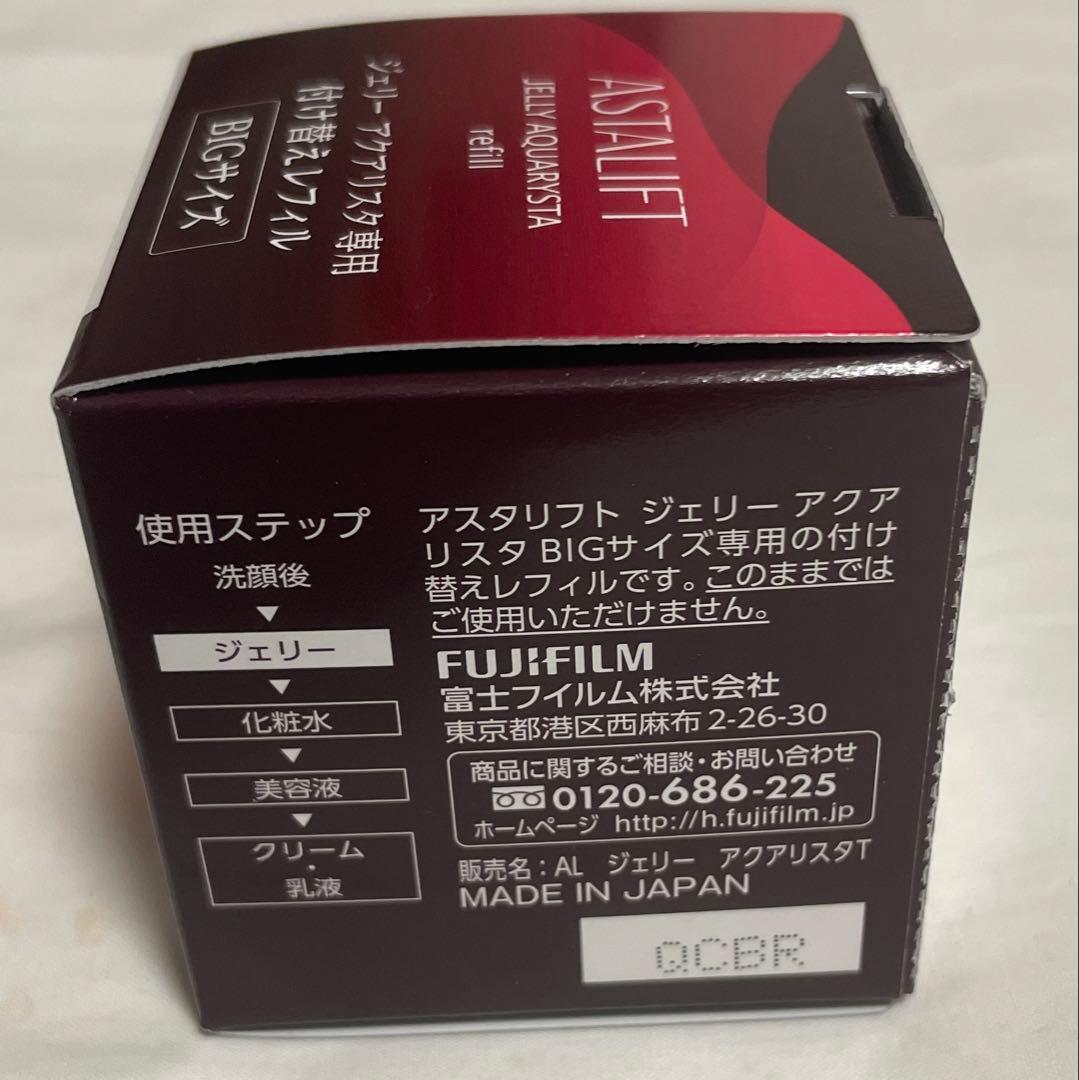 ASTALIFT
JELLY AQUARYSTA
refill
ジェリー アクアリスタ専用
付け替えレフィル
BIGサイズ
使用ステップ
洗顔後
▼
ジェリー
▼
化粧水
▼
美容液
▼
クリーム
・
乳液
アスタリフト ジェリー アクア
リスタ BIGサイズ専用の付け
替えレフィルです。このままでは
ご使用いただけません。
FUJIFILM
富士フイルム株式会社
東京都港区西麻布 2-26-30
商品に関するご相談・お問い合わせ
0120-686-225
ホームページ http://h.fujifilm.jp
販売名：AL ジェリー アクアリスタT
MADE IN JAPAN
QCBR